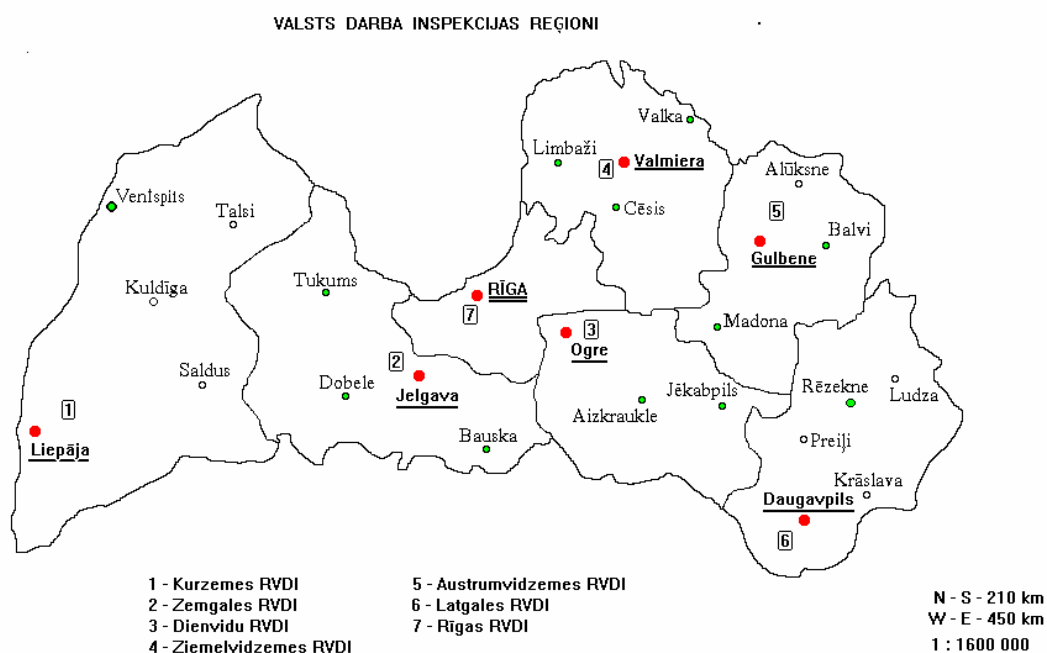 VALSTS DARBA INSPEKCIJAS REĢIONI
Valka
Limbaži
4
Valmiera
Alūksne
Ventspils
Talsi
Cēsis
5
Balvi
Gulbene
Tukums
RĪGA
Kuldīga
7
Madona
3
Ogre
2
Saldus
Dobele
Jelgava
Jēkabpils
Rēzekne
Ludza
1
Aizkraukle
Liepāja
Bauska
Preiļi
Krāslava
Daugavpils
6
1 - Kurzemes RVDI
2 - Zemgales RVDI
3 - Dienvidu RVDI
4 - Ziemeļvidzemes RVDI
5 - Austrumvidzemes RVDI
6 - Latgales RVDI
7 - Rīgas RVDI
N - S - 210 km
W - E - 450 km
1 : 1600 000